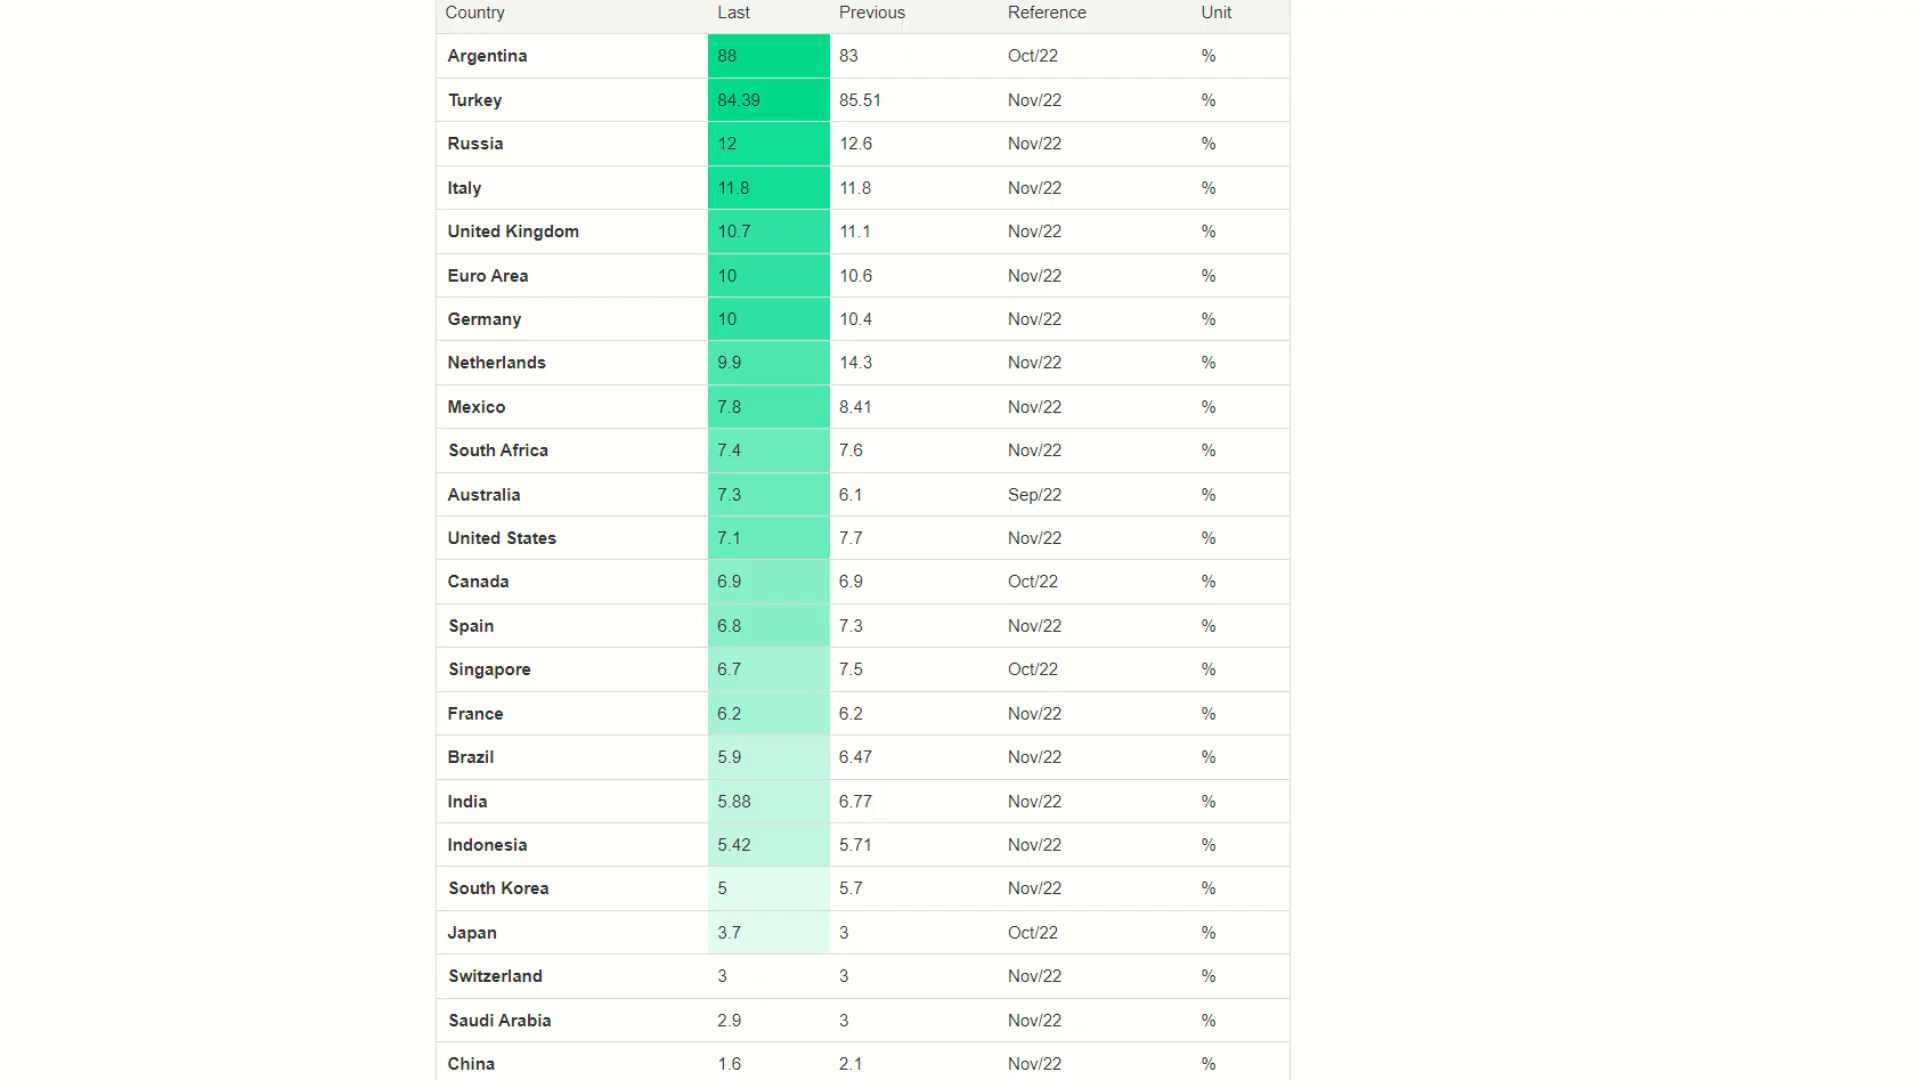 Country Last Previous Reference Unit
Argentina 88 83 Oct/22 %
Turkey 84.39 85.51 Nov/22 %
Russia 12 12.6 Nov/22 %
Italy 11.8 11.8 Nov/22 %
United Kingdom 10.7 11.1 Nov/22 %
Euro Area 10 10.6 Nov/22 %
Germany 10 10.4 Nov/22 %
Netherlands 9.9 14.3 Nov/22 %
Mexico 7.8 8.41 Nov/22 %
South Africa 7.4 7.6 Nov/22 %
Australia 7.3 6.1 Sep/22 %
United States 7.1 7.7 Nov/22 %
Canada 6.9 6.9 Oct/22 %
Spain 6.8 7.3 Nov/22 %
Singapore 6.7 7.5 Oct/22 %
France 6.2 6.2 Nov/22 %
Brazil 5.9 6.47 Nov/22 %
India 5.88 6.77 Nov/22 %
Indonesia 5.42 5.71 Nov/22 %
South Korea 5 5.7 Nov/22 %
Japan 3.7 3 Oct/22 %
Switzerland 3 3 Nov/22 %
Saudi Arabia 2.9 3 Nov/22 %
China 1.6 2.1 Nov/22 %